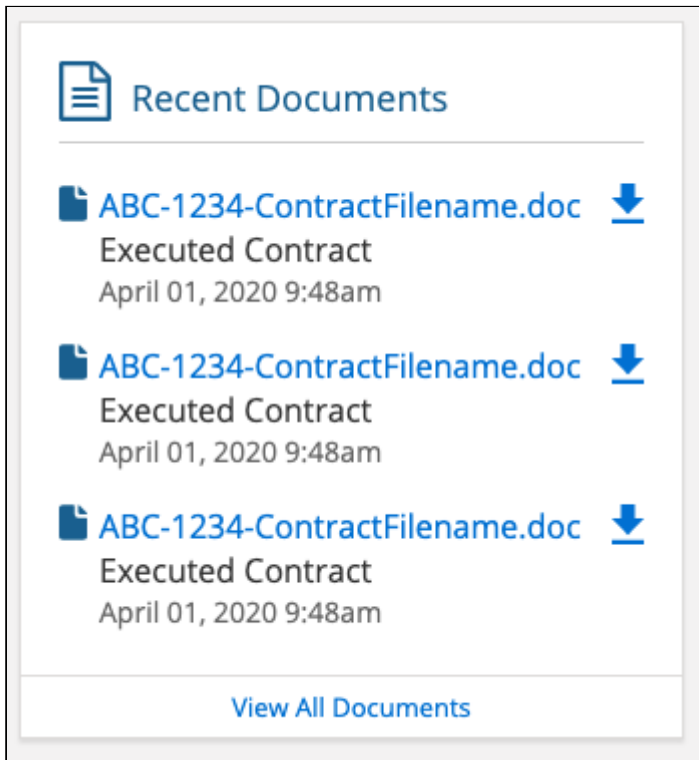 Recent Documents
ABC-1234-ContractFilename.doc
Executed Contract
April 01, 2020 9:48am
ABC-1234-ContractFilename.doc
Executed Contract
April 01, 2020 9:48am
ABC-1234-ContractFilename.doc
Executed Contract
April 01, 2020 9:48am
View All Documents